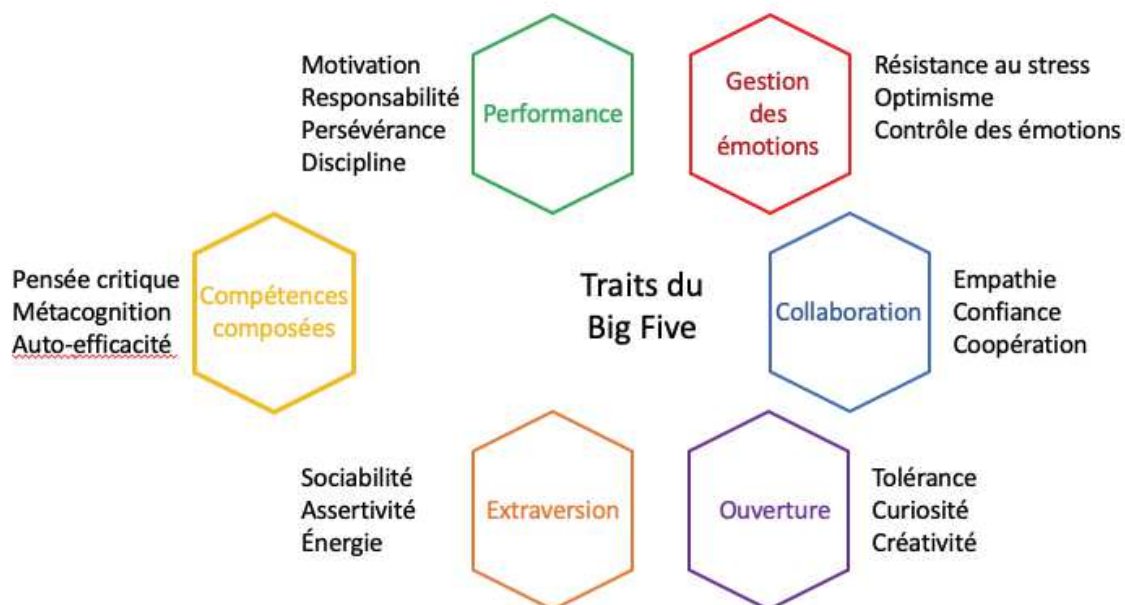 Motivation
Responsabilité
Persévérance
Discipline
Performance
Gestion
des
émotions
Résistance au stress
Optimisme
Contrôle des émotions
Pensée critique
Métacognition
Auto-efficacité
Compétences
composées
Traits du
Big Five
Collaboration
Empathie
Confiance
Coopération
Sociabilité
Assertivité
Énergie
Extraversion
Ouverture
Tolérance
Curiosité
Créativité